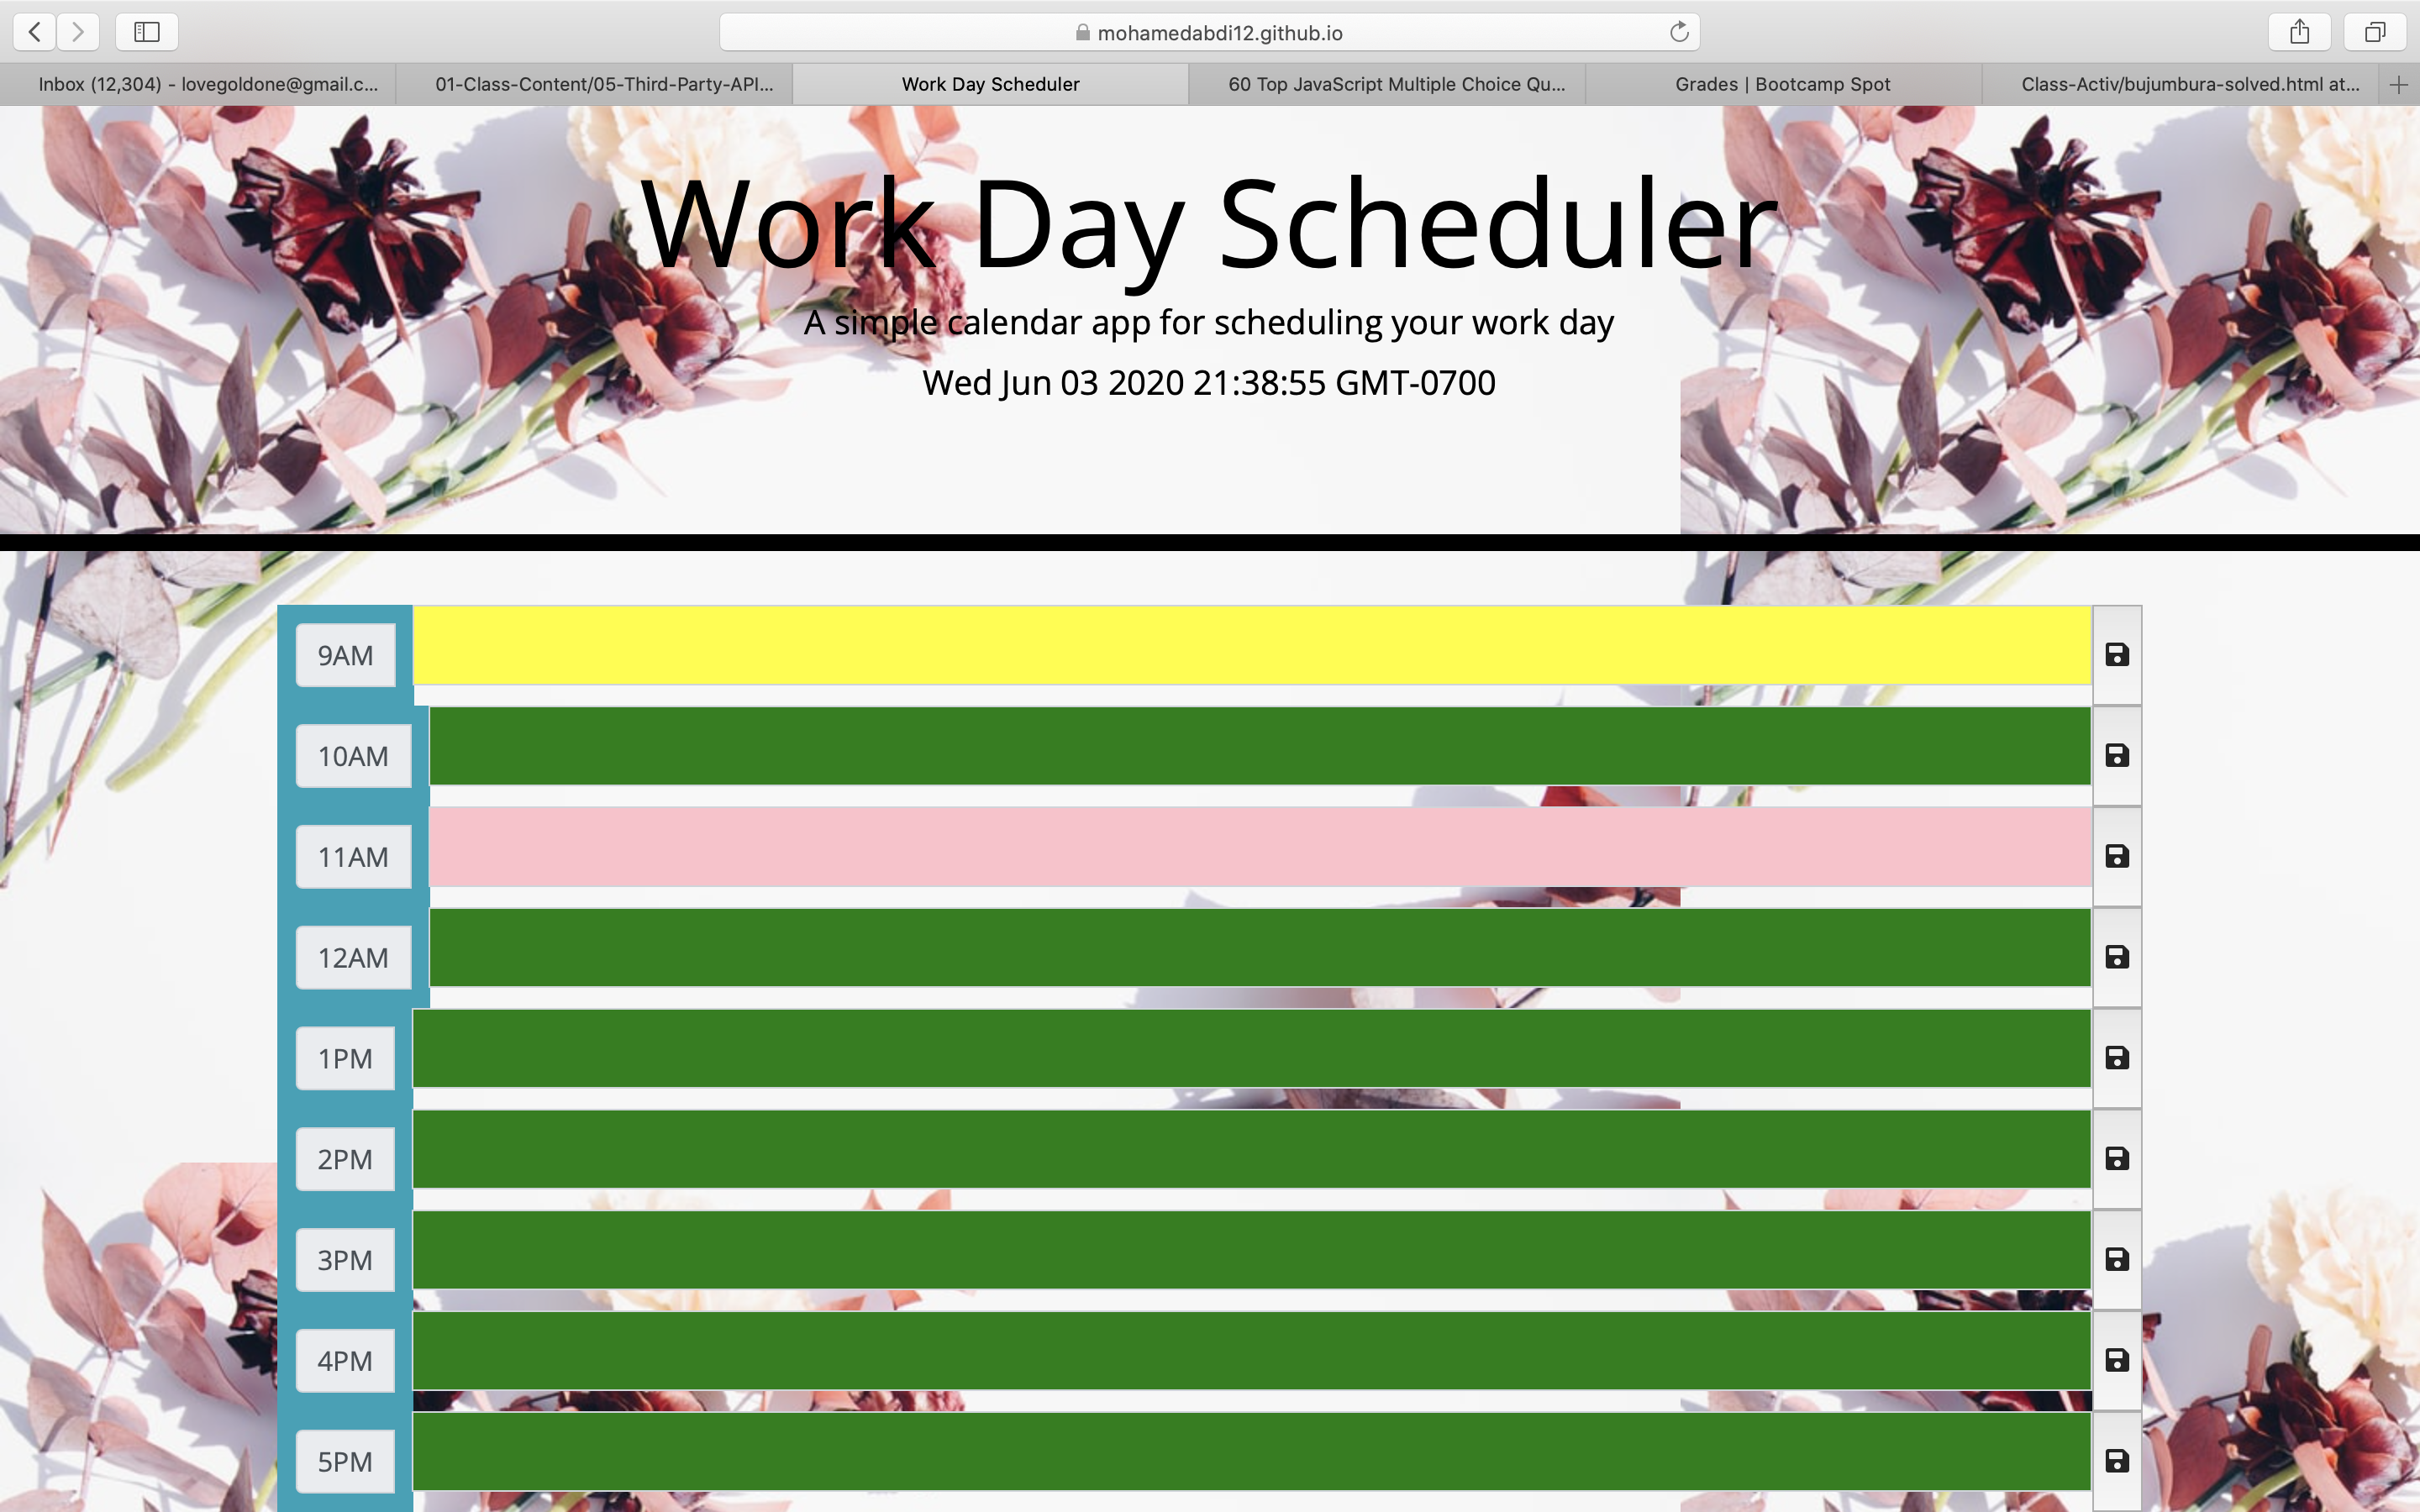 mohamedabdi12.github.io
Inbox (12,304) - lovegoldone@gmail.c...
01-Class-Content/05-Third-Party-API...
Work Day Scheduler
60 Top JavaScript Multiple Choice Qu...
Grades | Bootcamp Spot
Class-Activ/bujumbura-solved.html at...
Work Day Scheduler
A simple calendar app for scheduling your work day
Wed Jun 03 2020 21:38:55 GMT-0700
9AM
10AM
11AM
12AM
1PM
2PM
3PM
4PM
5PM